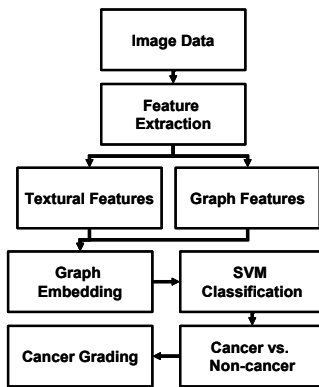 Image Data
Feature
Extraction
Textural Features
Graph Features
Graph
Embedding
SVM
Classification
Cancer Grading
Cancer vs.
Non-cancer